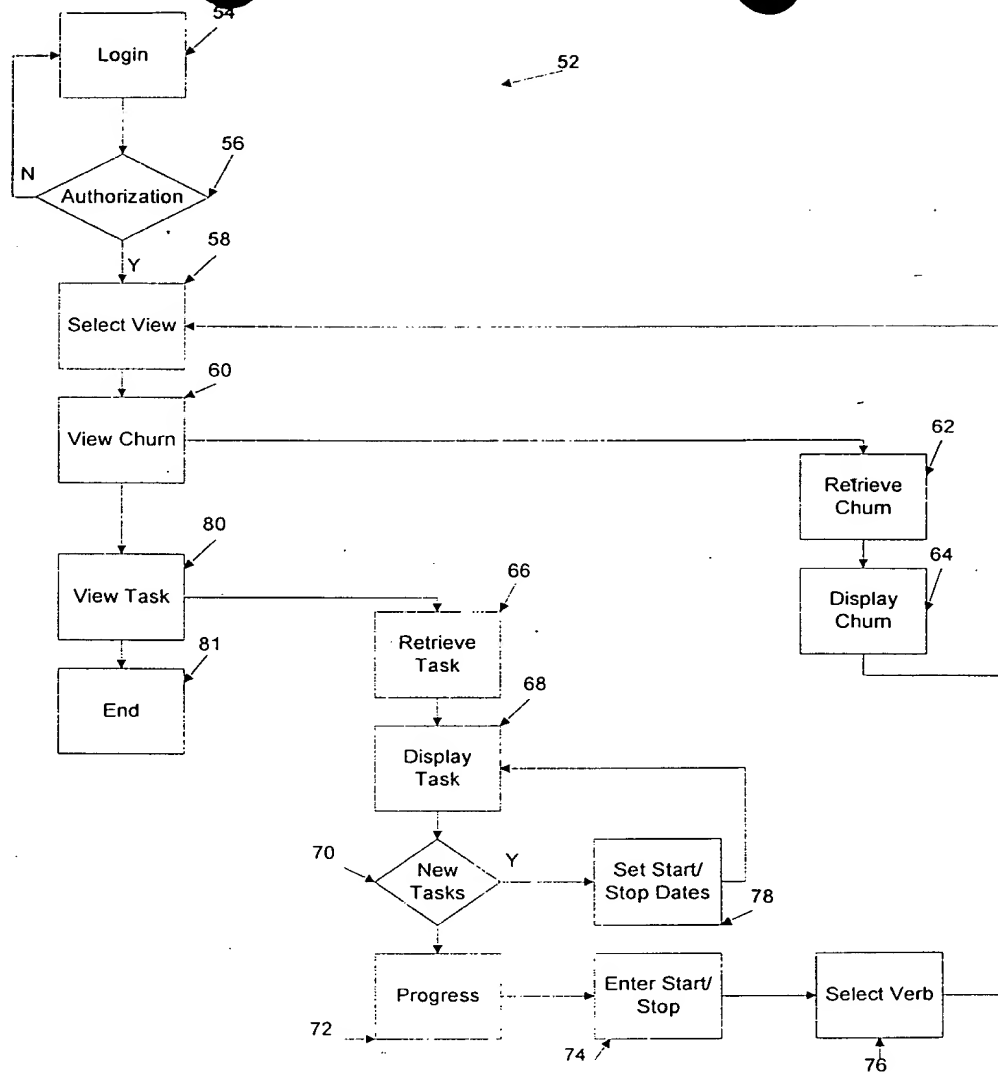 54
Login
52
56
N
Authorization
Y
58
Select View
60
View Churn
62
Retrieve
Churn
80
View Task
66
Retrieve
Task
64
Display
Churn
81
End
68
Display
Task
70
New
Tasks
Y
Set Start/
Stop Dates
78
Progress
72
Enter Start/
Stop
74
Select Verb
76